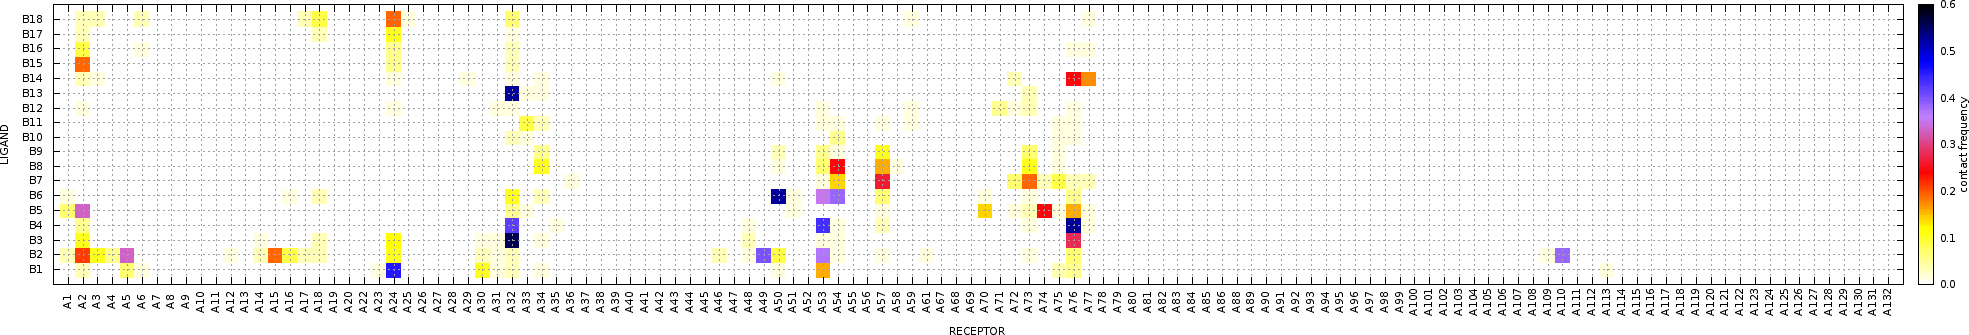 B18
B17
B16
B15
B14
B13
B12
B11
B10
B9
B8
B7
B6
B5
B4
B3
B2
B1
LIGAND
A1 A2 A3 A4 A5 A6 A7 A8 A9 A10 A11 A12 A13 A14 A15 A16 A17 A18 A19 A20 A22 A23 A24 A25 A26 A27 A28 A29 A30 A31 A32 A33 A34 A35 A36 A37 A38 A39 A40 A41 A42 A43 A44 A45 A46 A47 A48 A49 A50 A51 A52 A53 A54 A55 A56 A57 A58 A59 A61 A67 A68 A69 A70 A71 A72 A73 A74 A75 A76 A77 A78 A79 A80 A81 A82 A83 A84 A86 A87 A88 A89 A90 A91 A92 A93 A94 A95 A96 A97 A98 A99 A100 A101 A102 A103 A104 A105 A106 A107 A108 A109 A110 A111 A112 A113 A114 A115 A116 A117 A118 A119 A120 A121 A122 A123 A124 A125 A126 A127 A128 A129 A130 A131 A132
RECEPTOR
0.6
0.5
0.4
0.3
0.2
0.1
0.0
contact frequency